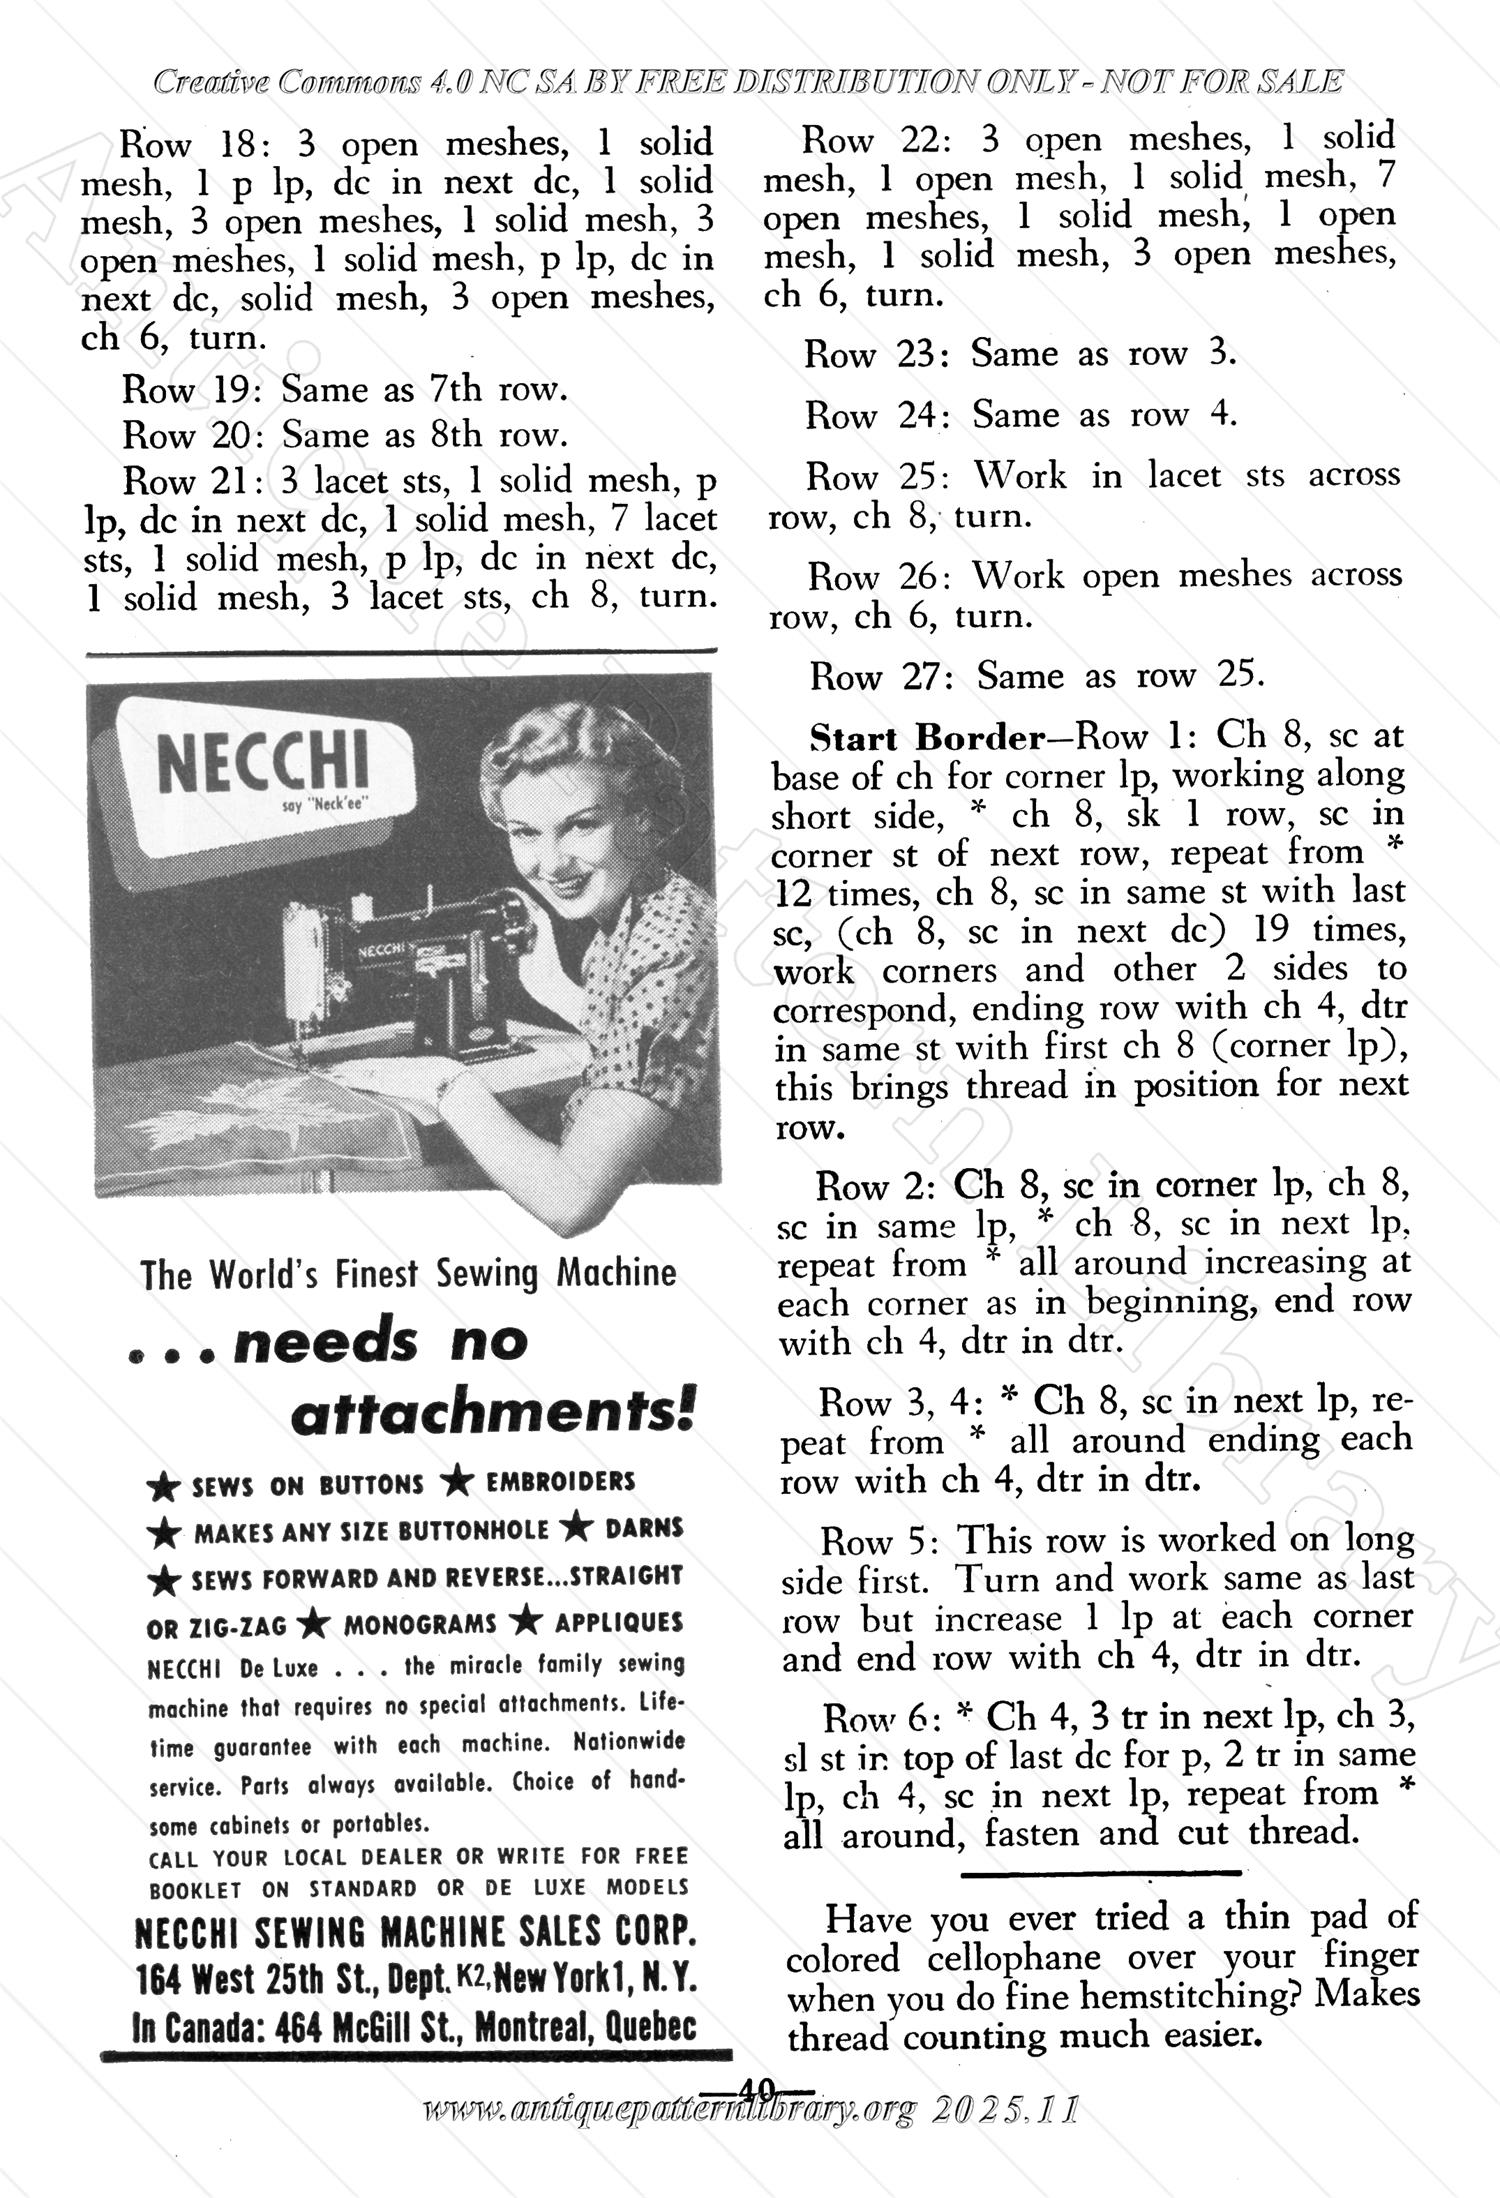 Creative Commons 4.0 NC SA BY FREE DISTRIBUTION ONLY - NOT FOR SALE
Row 18: 3 open meshes, 1 solid
mesh, 1 p lp, dc in next dc, 1 solid
mesh, 3 open meshes, 1 solid mesh, 3
open meshes, 1 solid mesh, p lp, dc in
next dc, solid mesh, 3 open meshes,
ch 6, turn.
Row 19: Same as 7th row.
Row 20: Same as 8th row.
Row 21: 3 lacet sts, 1 solid mesh, p
lp, dc in next dc, 1 solid mesh, 7 lacet
sts, 1 solid mesh, p lp, dc in next dc,
1 solid mesh, 3 lacet sts, ch 8, turn.
NECCHI
say "Neck'ee"
NECCHI
The World's Finest Sewing Machine
...needs no
attachments!
★ SEWS ON BUTTONS ★ EMBROIDERS
★ MAKES ANY SIZE BUTTONHOLE ★ DARNS
★ SEWS FORWARD AND REVERSE...STRAIGHT
OR ZIG-ZAG ★ MONOGRAMS ★ APPLIQUES
NECCHI De Luxe . . . the miracle family sewing
machine that requires no special attachments. Life-
time guarantee with each machine. Nationwide
service. Parts always available. Choice of hand-
some cabinets or portables.
CALL YOUR LOCAL DEALER OR WRITE FOR FREE
BOOKLET ON STANDARD OR DE LUXE MODELS
NECCHI SEWING MACHINE SALES CORP.
164 West 25th St., Dept. K2, New York 1, N.Y.
In Canada: 464 McGill St., Montreal, Quebec
Row 22: 3 open meshes, 1 solid
mesh, 1 open mesh, 1 solid mesh, 7
open meshes, 1 solid mesh, 1 open
mesh, 1 solid mesh, 3 open meshes,
ch 6, turn.
Row 23: Same as row 3.
Row 24: Same as row 4.
Row 25: Work in lacet sts across
row, ch 8, turn.
Row 26: Work open meshes across
row, ch 6, turn.
Row 27: Same as row 25.
Start Border—Row 1: Ch 8, sc at
base of ch for corner lp, working along
short side, * ch 8, sk 1 row, sc in
corner st of next row, repeat from *
12 times, ch 8, sc in same st with last
sc, (ch 8, sc in next dc) 19 times,
work corners and other 2 sides to
correspond, ending row with ch 4, dtr
in same st with first ch 8 (corner lp),
this brings thread in position for next
row.
Row 2: Ch 8, sc in corner lp, ch 8,
sc in same lp, * ch 8, sc in next lp,
repeat from * all around increasing at
each corner as in beginning, end row
with ch 4, dtr in dtr.
Row 3, 4: * Ch 8, sc in next lp, re-
peat from * all around ending each
row with ch 4, dtr in dtr.
Row 5: This row is worked on long
side first. Turn and work same as last
row but increase 1 lp at each corner
and end row with ch 4, dtr in dtr.
Row 6: * Ch 4, 3 tr in next lp, ch 3,
sl st in top of last dc for p, 2 tr in same
lp, ch 4, sc in next lp, repeat from *
all around, fasten and cut thread.
Have you ever tried a thin pad of
colored cellophane over your finger
when you do fine hemstitching? Makes
thread counting much easier.
—40—
www.antiquepatternlibrary.org 2025.11
Antique Pattern Library